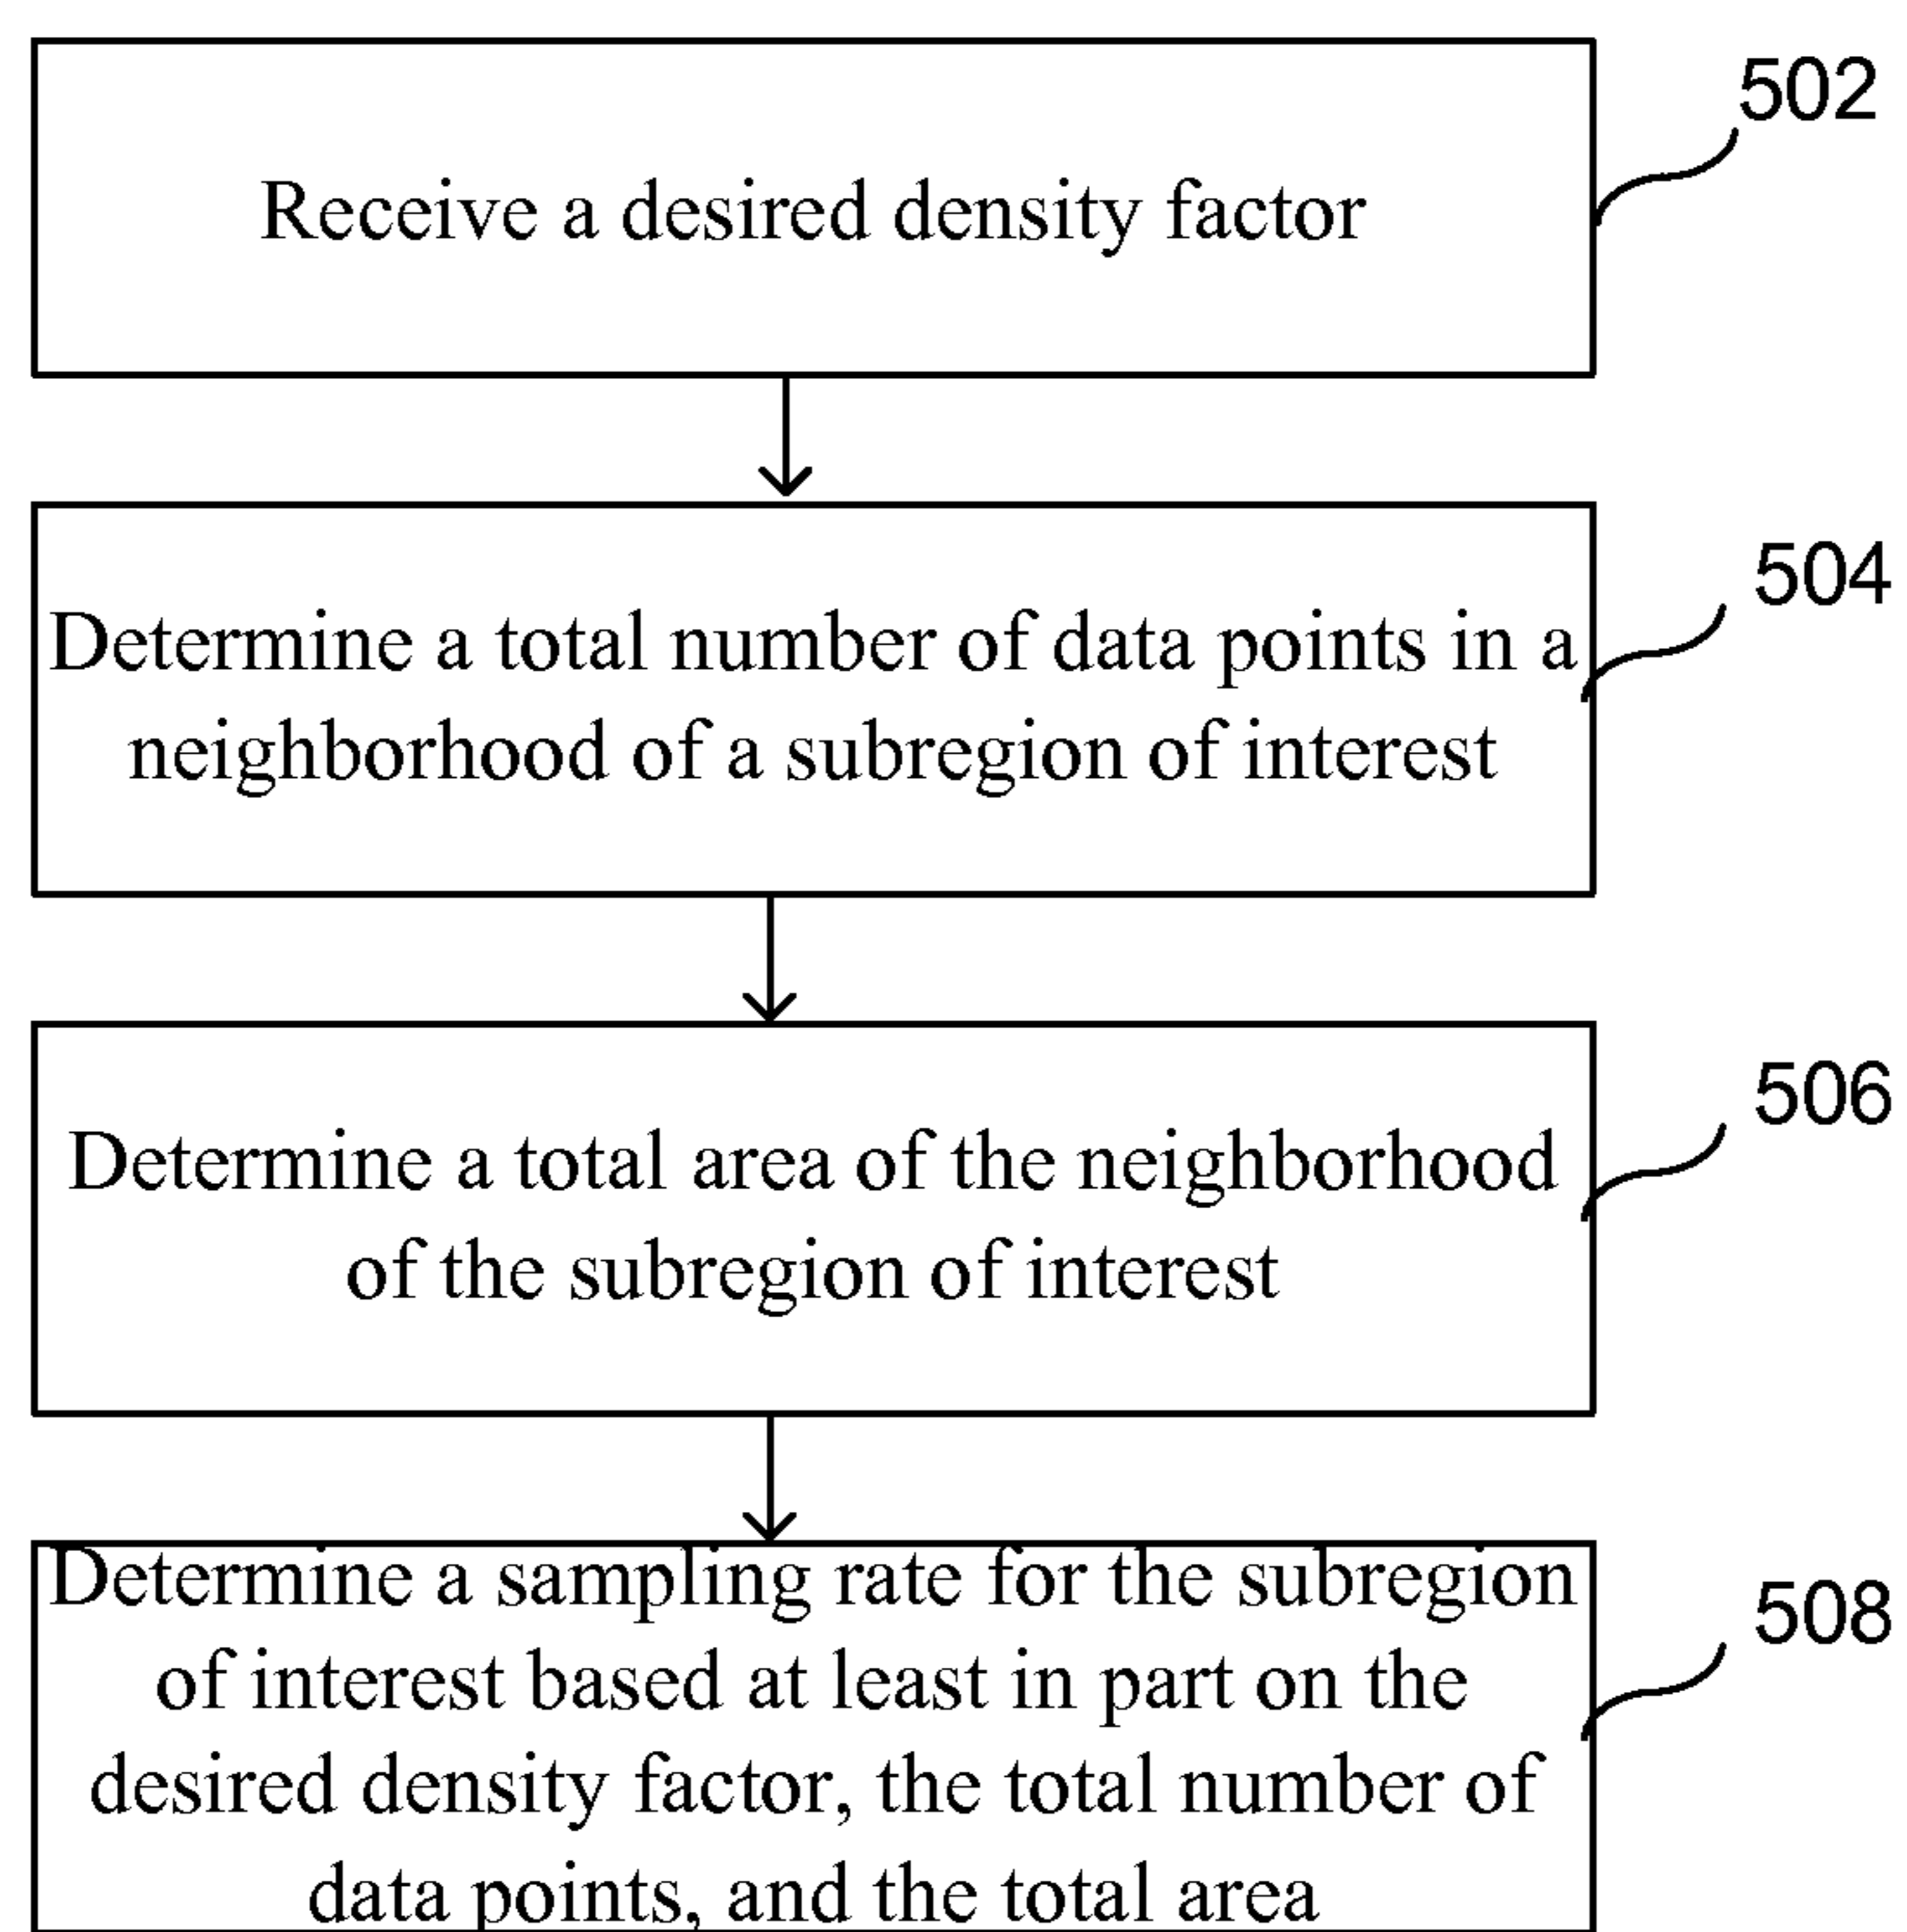 502
Receive a desired density factor
504
Determine a total number of data points in a
neighborhood of a subregion of interest
506
Determine a total area of the neighborhood
of the subregion of interest
508
Determine a sampling rate for the subregion
of interest based at least in part on the
desired density factor, the total number of
data points, and the total area